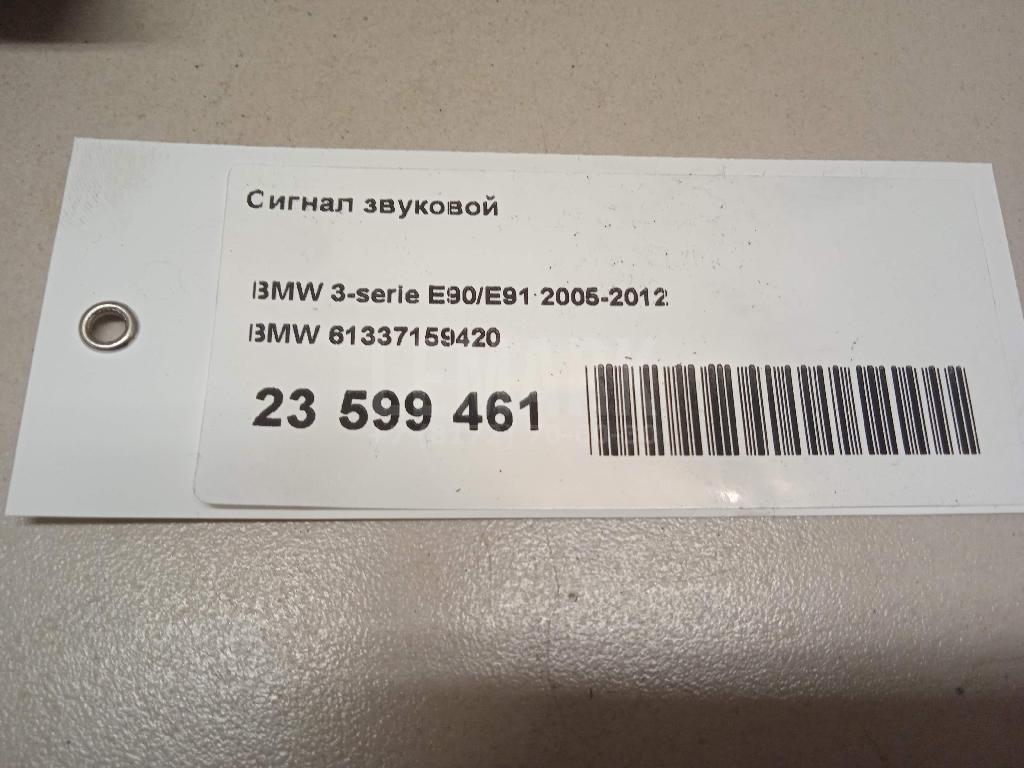 Сигнал звуковой
BMW 3-serie E90/E91 2005-2012
BMW 61337159420
23 599 461